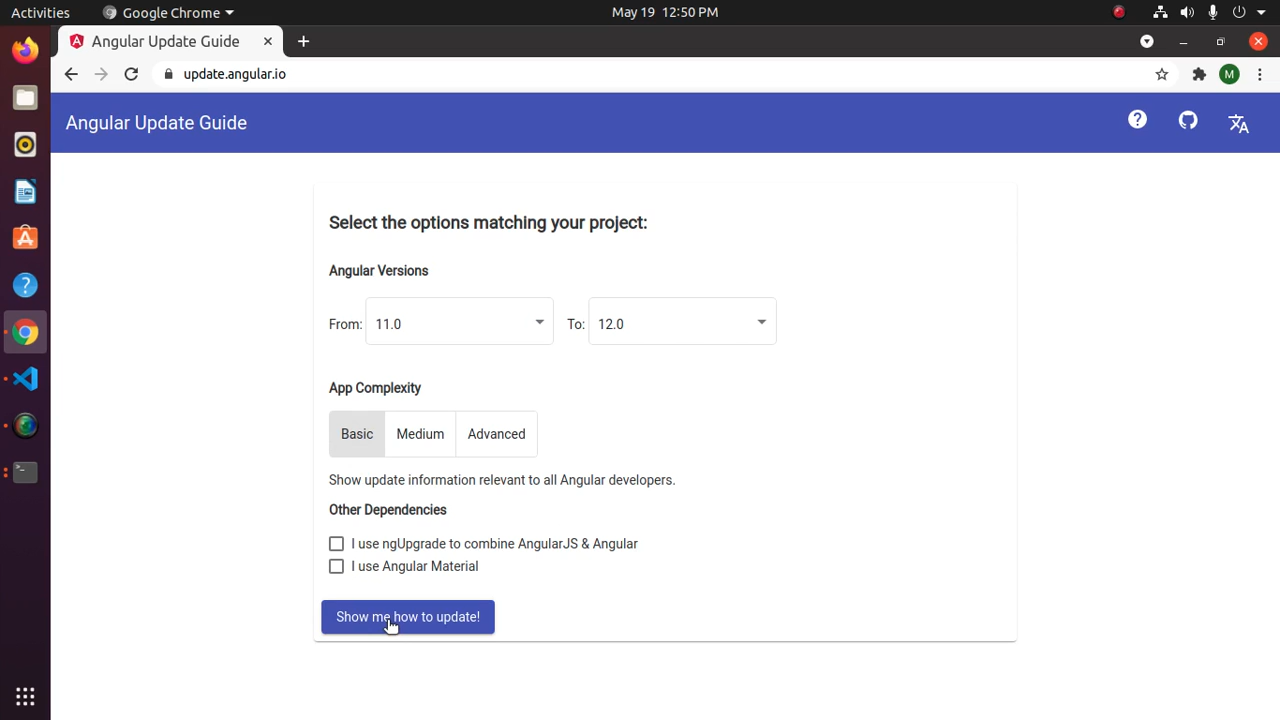 Activities Google Chrome May 19 12:50 PM
Angular Update Guide
update.angular.io M
Angular Update Guide
Select the options matching your project:
Angular Versions
From: 11.0 To: 12.0
App Complexity
Basic Medium Advanced
Show update information relevant to all Angular developers.
Other Dependencies
I use ngUpgrade to combine AngularJS & Angular
I use Angular Material
Show me how to update!